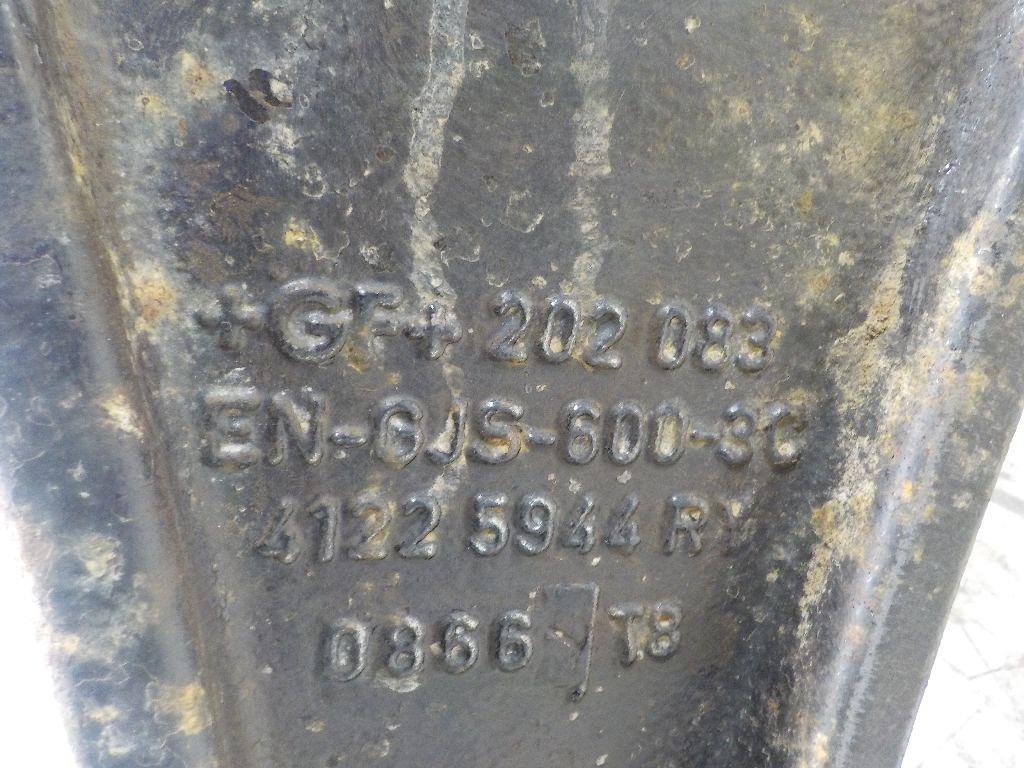 +GF+ 202 083
EN-GJS-600-3C
4122 5944 RY
0866 T8